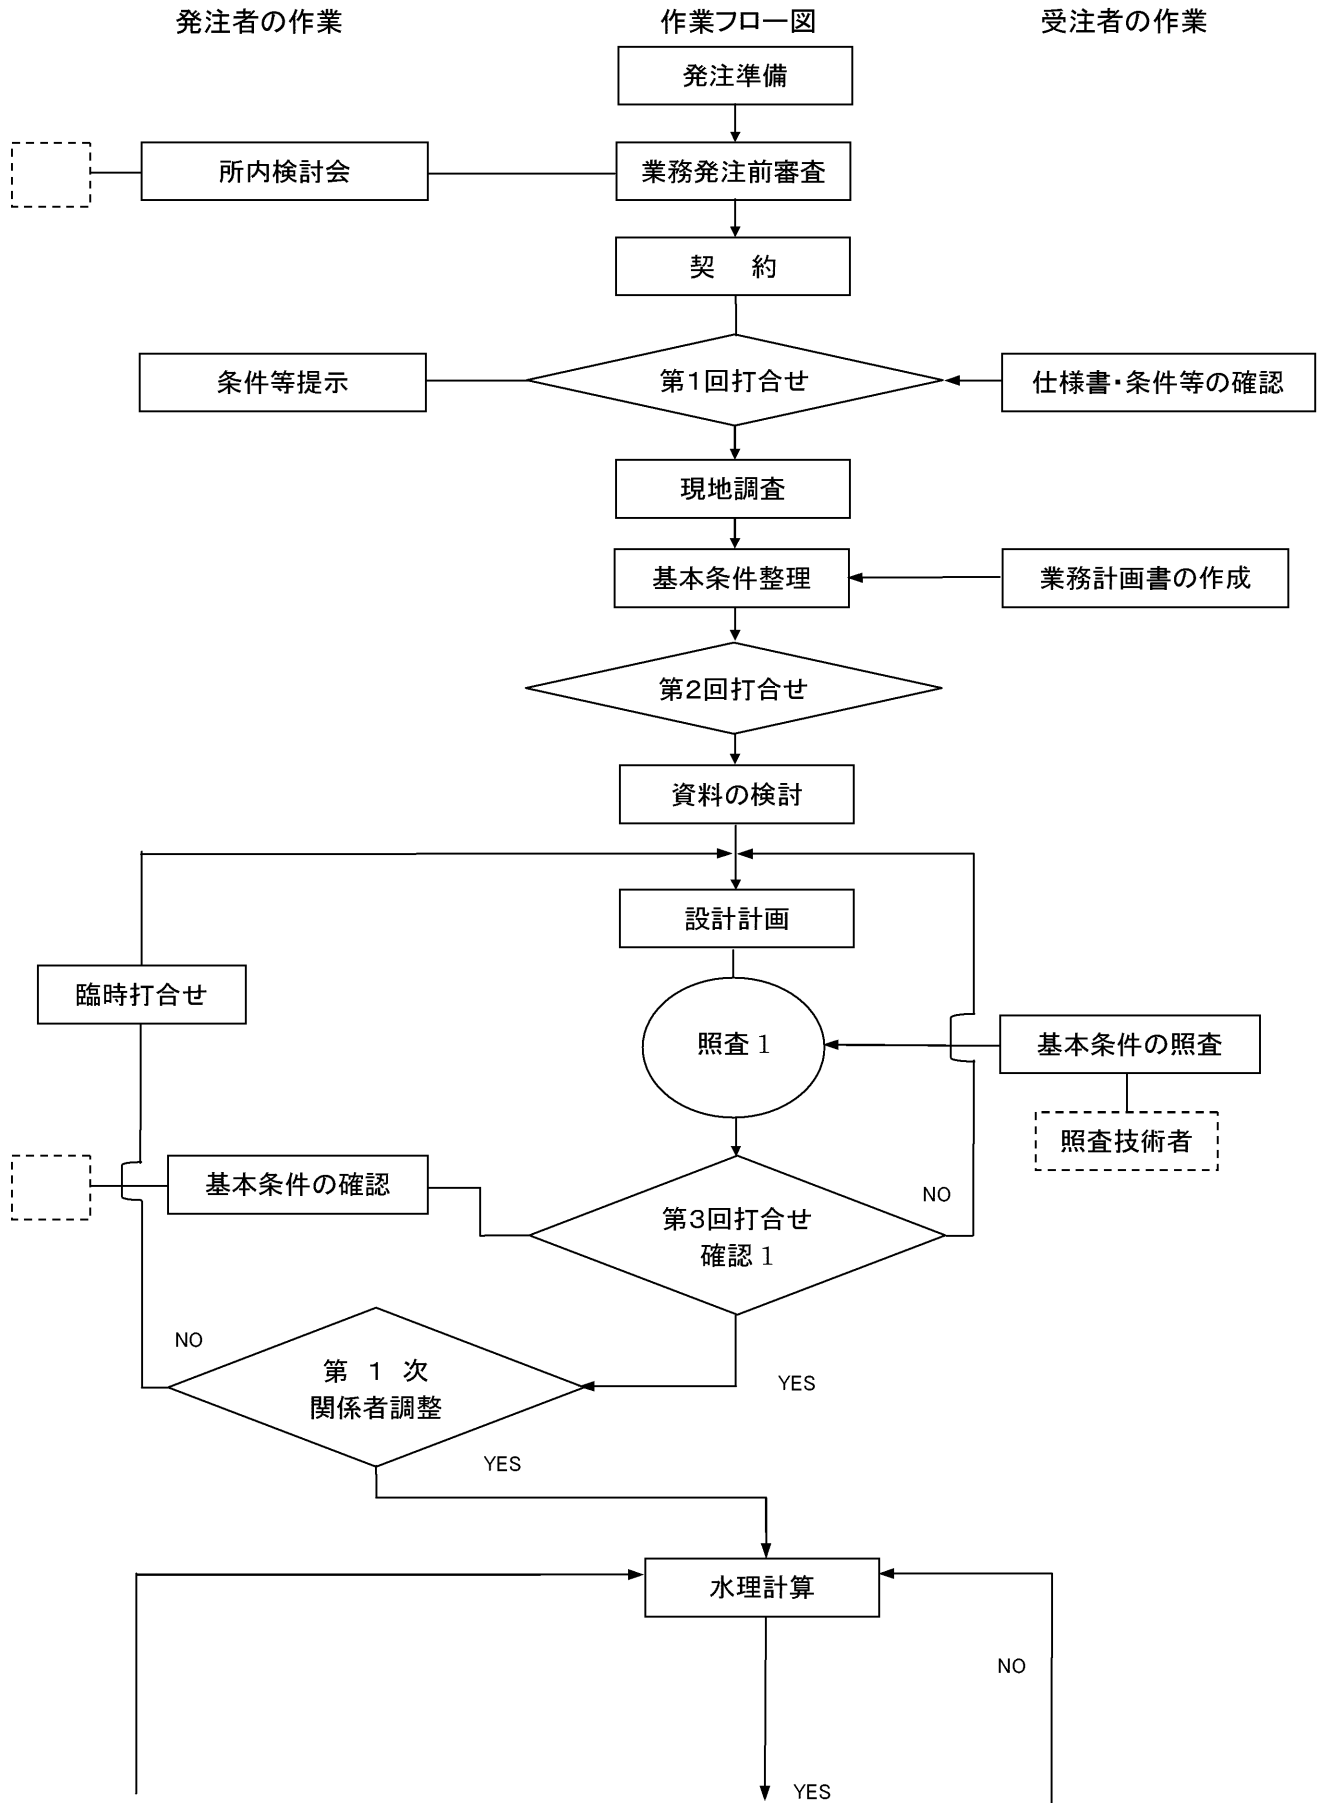 発注者の作業
作業フロー図
受注者の作業
発注準備
所内検討会
業務発注前審査
契　約
条件等提示
第1回打合せ
仕様書・条件等の確認
現地調査
基本条件整理
業務計画書の作成
第2回打合せ
資料の検討
設計計画
臨時打合せ
照査1
基本条件の照査
照査技術者
基本条件の確認
NO
第3回打合せ
確認1
NO
第 1 次
関係者調整
YES
YES
水理計算
NO
YES